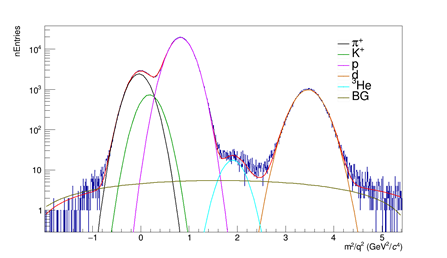 nEntries
10⁴
10³
10²
10
1
π⁺
K⁺
p
d
³He
BG
−1 0 1 2 3 4 5
m²/q² (GeV²/c⁴)